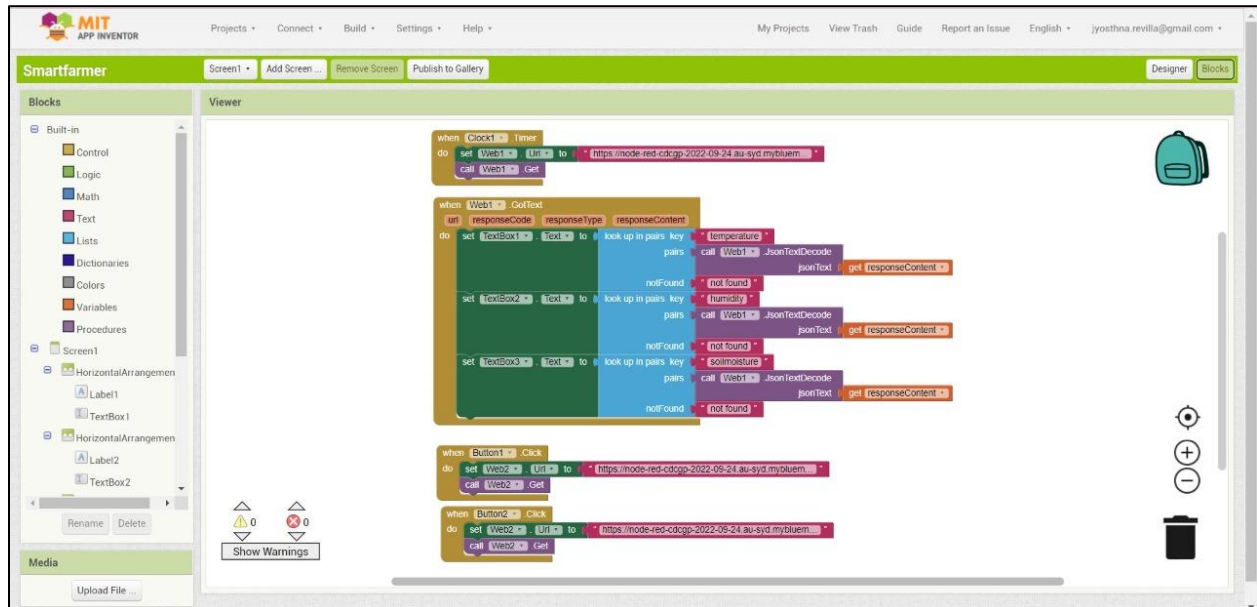 MIT
APP INVENTOR
Projects Connect Build Settings Help My Projects View Trash Guide Report an Issue English jyosthna.revilla@gmail.com
Smartfarmer Screen1 Add Screen ... Remove Screen Publish to Gallery Designer Blocks
Blocks Viewer
Built-in
Control
Logic
Math
Text
Lists
Dictionaries
Colors
Variables
Procedures
Screen1
HorizontalArrangemen
Label1
TextBox1
HorizontalArrangemen
Label2
TextBox2
Rename Delete
Media
Upload File ...
when Clock1 .Timer
do set Web1 . Url to " https://node-red-cdcgp-2022-09-24.au-syd.mybluem... "
call Web1 .Get
when Web1 .GotText
url responseCode responseType responseContent
do set TextBox1 . Text to look up in pairs key " temperature "
pairs call Web1 .JsonTextDecode
jsonText get responseContent
notFound " not found "
set TextBox2 . Text to look up in pairs key " humidity "
pairs call Web1 .JsonTextDecode
jsonText get responseContent
notFound " not found "
set TextBox3 . Text to look up in pairs key " soilmoisture "
pairs call Web1 .JsonTextDecode
jsonText get responseContent
notFound " not found "
when Button1 .Click
do set Web2 . Url to " https://node-red-cdcgp-2022-09-24.au-syd.mybluem... "
call Web2 .Get
when Button2 .Click
do set Web2 . Url to " https://node-red-cdcgp-2022-09-24.au-syd.mybluem... "
call Web2 .Get
0 0
Show Warnings